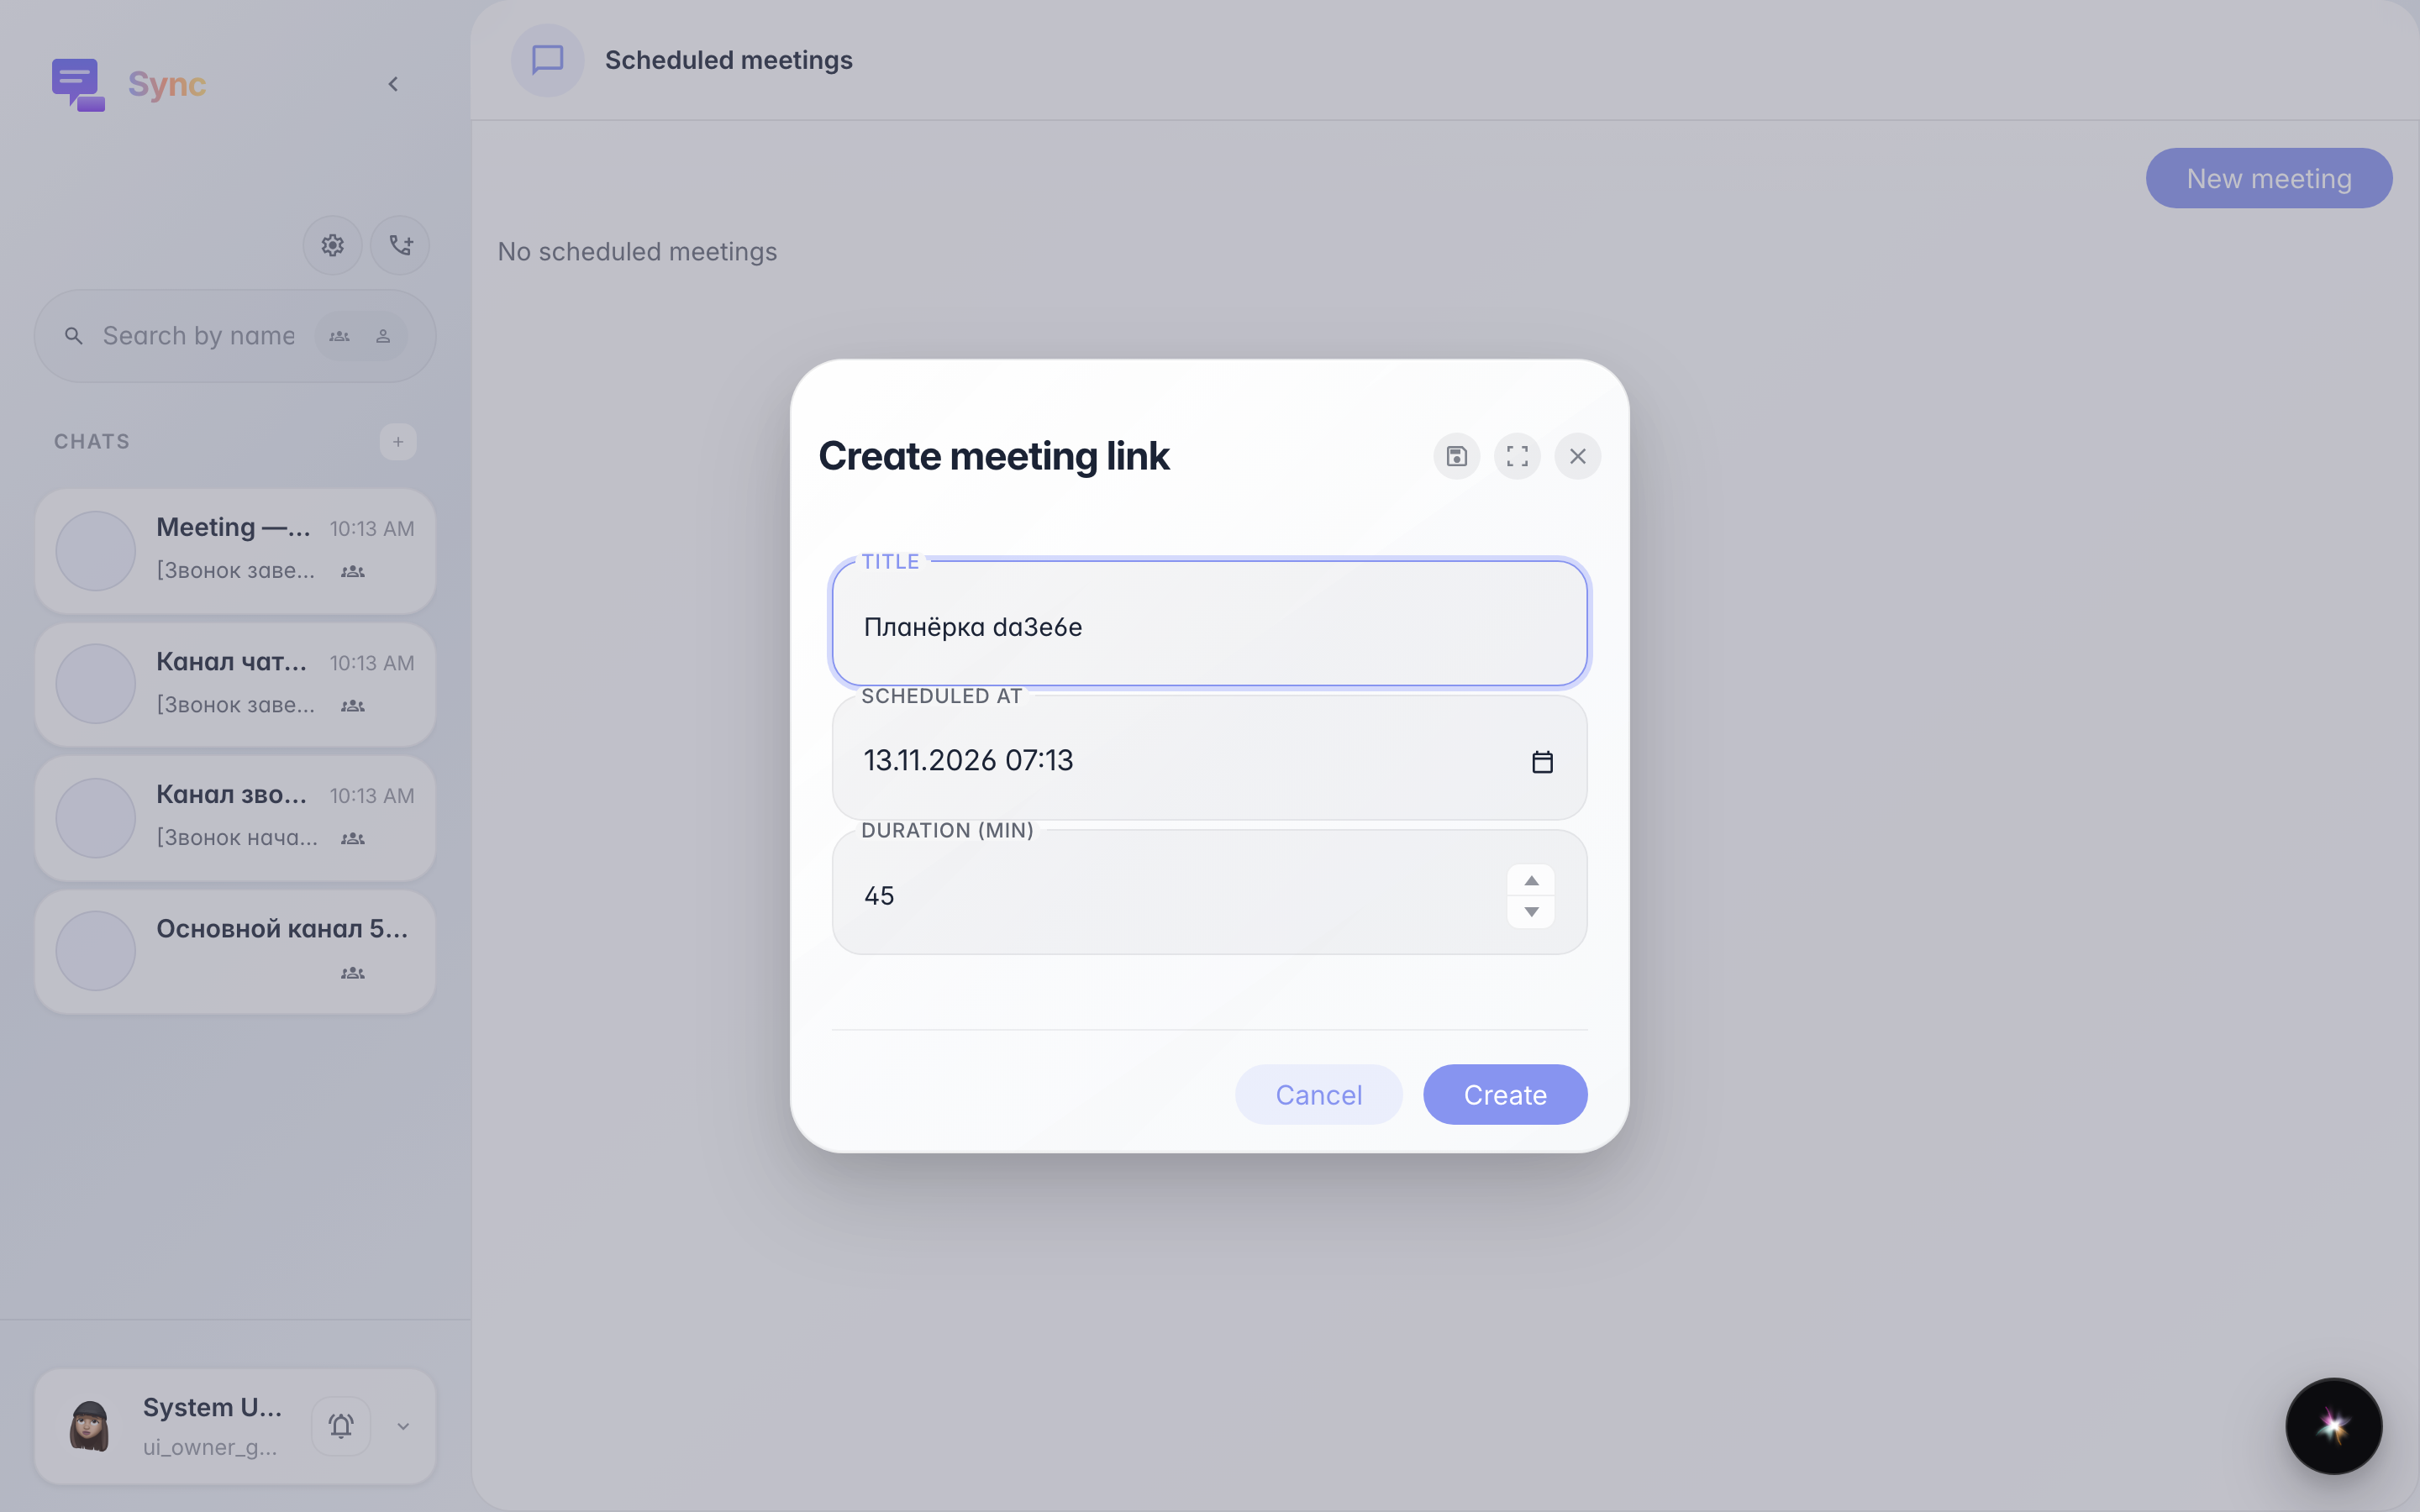 Sync
Search by name
CHATS
Meeting —... 10:13 AM
[Звонок заве...
Канал чат... 10:13 AM
[Звонок заве...
Канал зво... 10:13 AM
[Звонок нача...
Основной канал 5...
System U...
ui_owner_g...
Scheduled meetings
New meeting
No scheduled meetings
Create meeting link
TITLE
Планёрка da3e6e
SCHEDULED AT
13.11.2026 07:13
DURATION (MIN)
45
Cancel Create